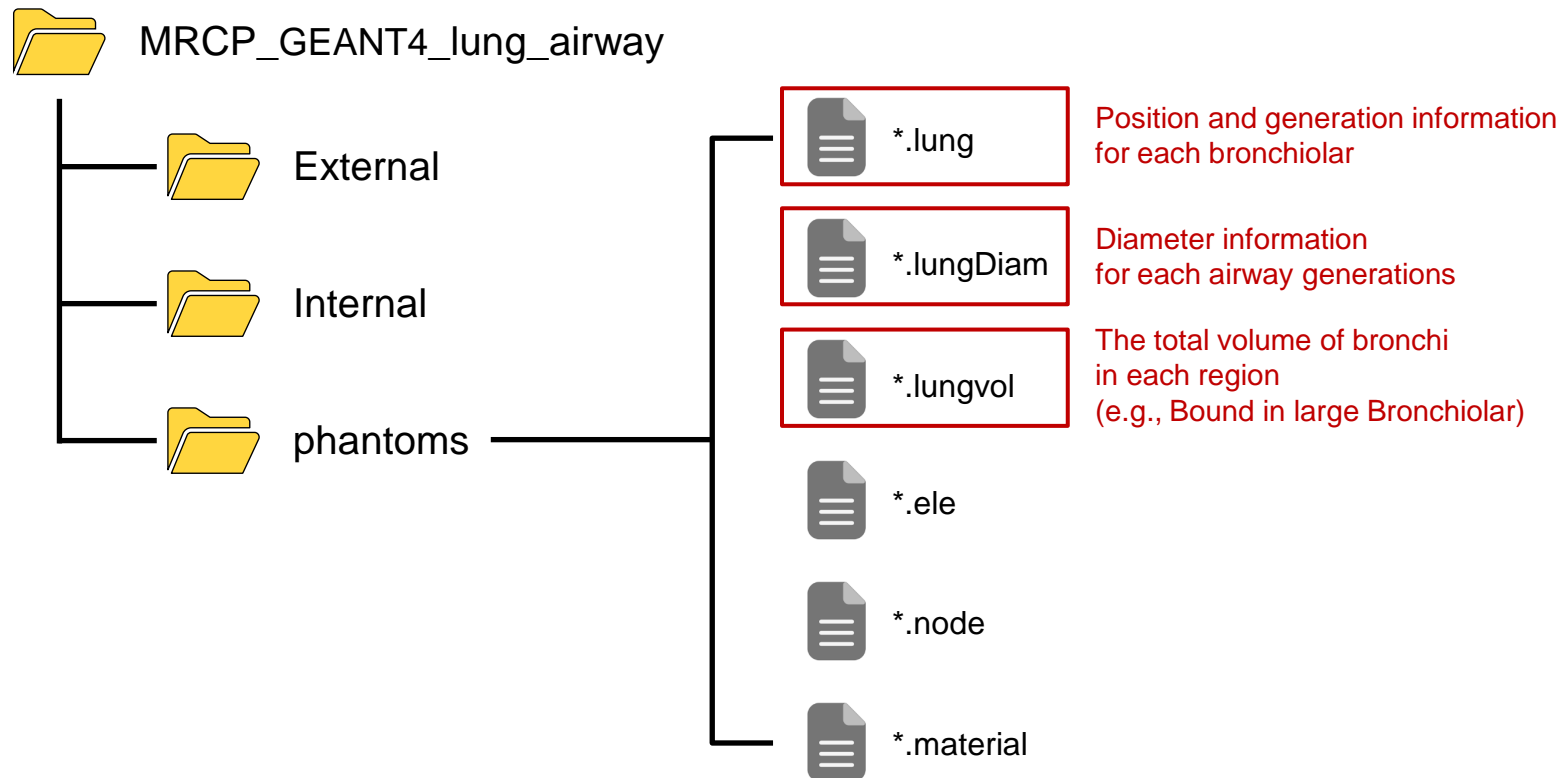 MRCP_GEANT4_lung_airway
External
Internal
phantoms
*.lung
Position and generation information
for each bronchiolar
*.lungDiam
Diameter information
for each airway generations
*.lungvol
The total volume of bronchi
in each region
(e.g., Bound in large Bronchiolar)
*.ele
*.node
*.material